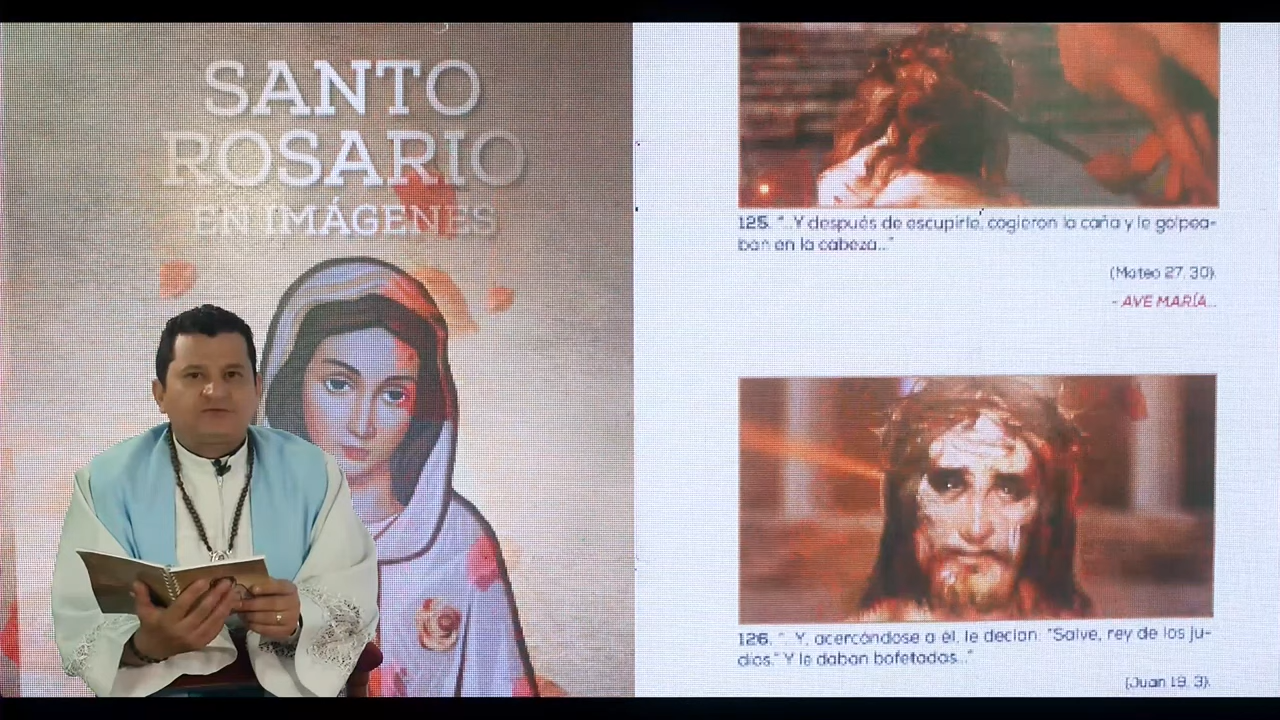 SANTO
ROSARIO
EN IMÁGENES
125. "...Y después de escupirle, cogieron la caña y le golpea-
ban en la cabeza..."
(Mateo 27, 30).
- AVE MARÍA...
126. "... Y, acercándose a él, le decían: "Salve, rey de los ju-
díos." Y le daban bofetadas..."
(Juan 19, 3).